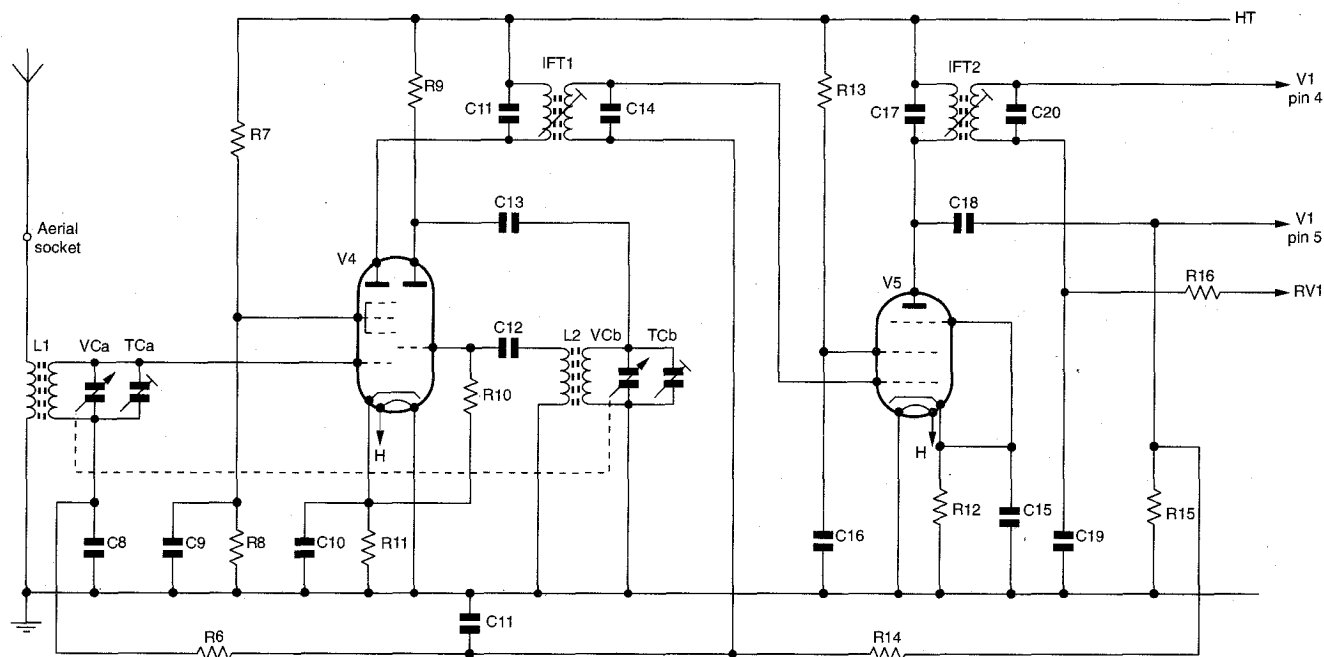 HT
IFT1
IFT2
R9
R13
V1
pin 4
C11
C14
C17
C20
R7
C13
C18
Aerial
socket
V4
V1
pin 5
V5
R16
RV1
L1
VCa
TCa
C12
L2
VCb
TCb
R10
H
H
C8
C9
R8
C10
R11
C16
R12
C15
C19
R15
C11
R6
R14